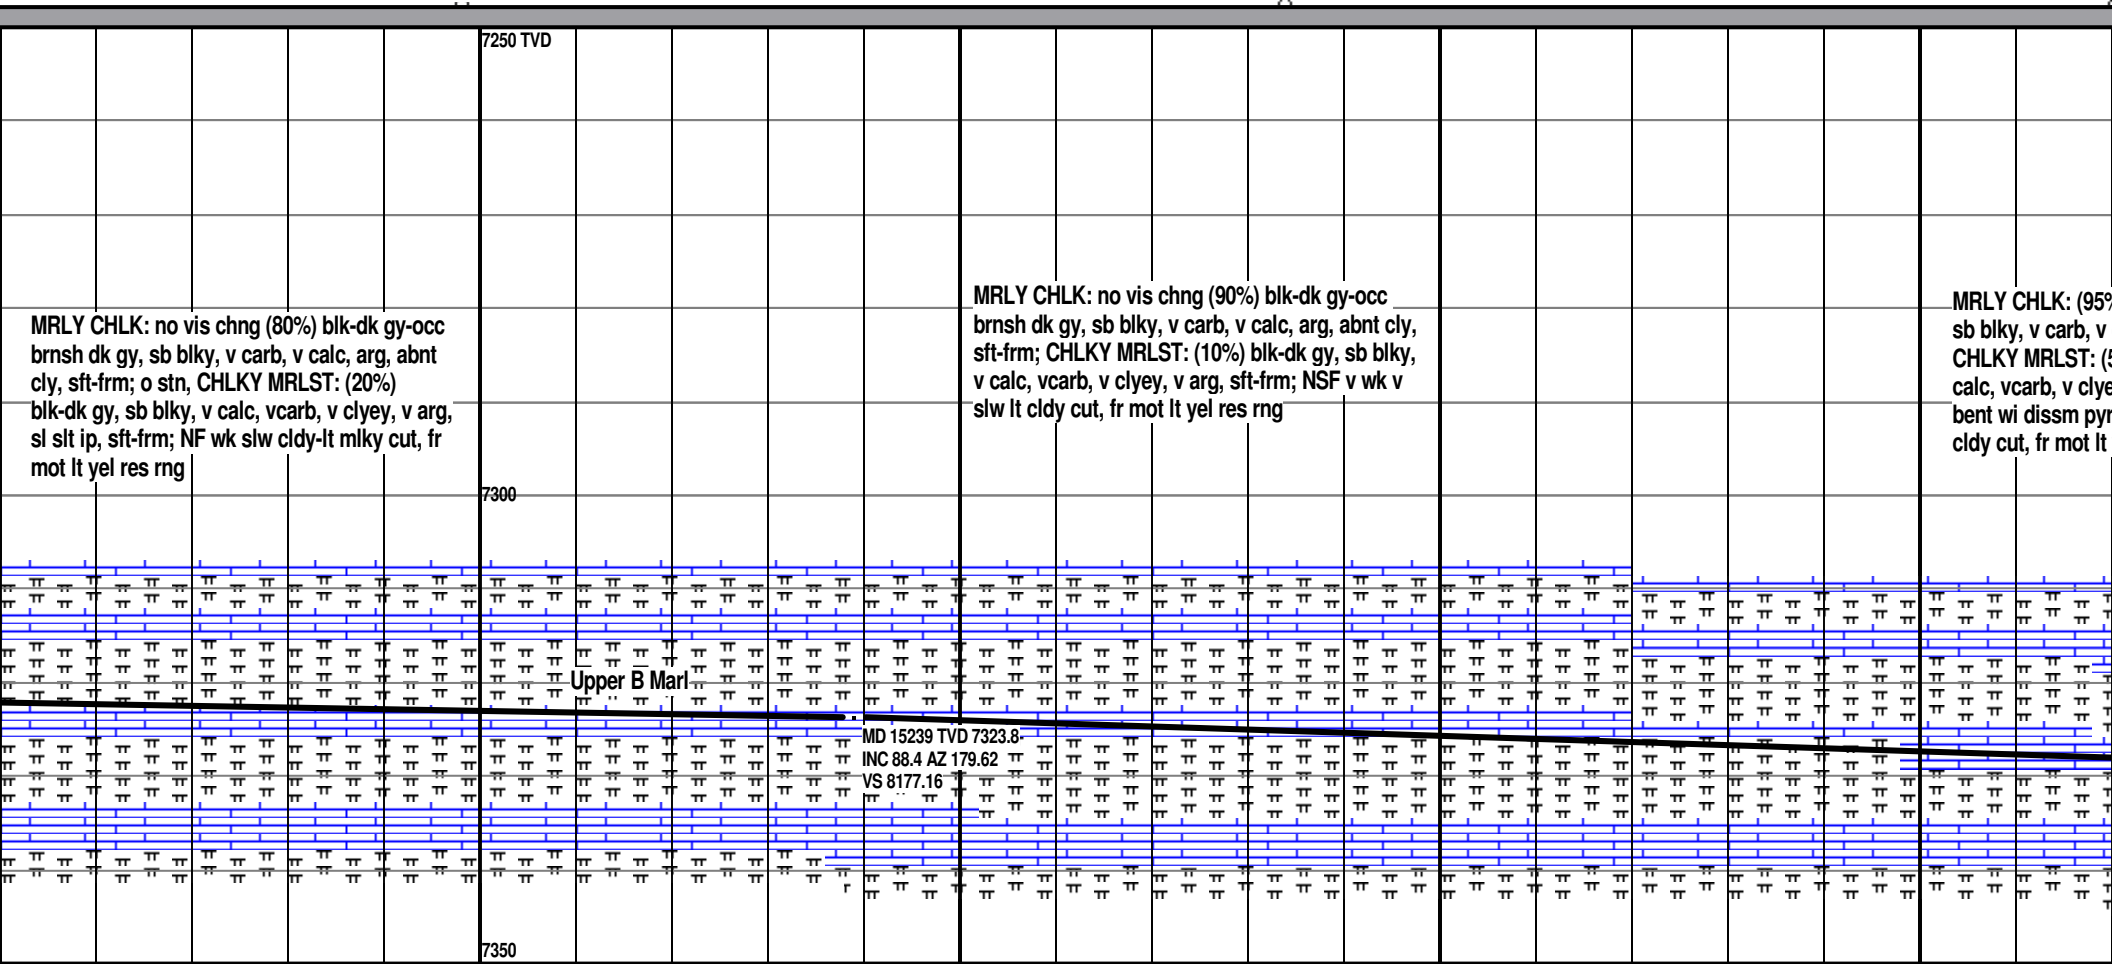 7250 TVD
MRLY CHLK: no vis chng (80%) blk-dk gy-occ
brnsh dk gy, sb blky, v carb, v calc, arg, abnt
cly, sft-frm; o stn, CHLKY MRLST: (20%)
blk-dk gy, sb blky, v calc, vcarb, v clyey, v arg,
sl slt ip, sft-frm; NF wk slw cldy-lt mlky cut, fr
mot lt yel res rng
MRLY CHLK: no vis chng (90%) blk-dk gy-occ
brnsh dk gy, sb blky, v carb, v calc, arg, abnt cly,
sft-frm; CHLKY MRLST: (10%) blk-dk gy, sb blky,
v calc, vcarb, v clyey, v arg, sft-frm; NSF v wk v
slw lt cldy cut, fr mot lt yel res rng
MRLY CHLK: (95%
sb blky, v carb, v
CHLKY MRLST: (5
calc, vcarb, v clye
bent wi dissm pyr
cldy cut, fr mot lt
7300
Upper B Marl
MD 15239 TVD 7323.8
INC 88.4 AZ 179.62
VS 8177.16
7350